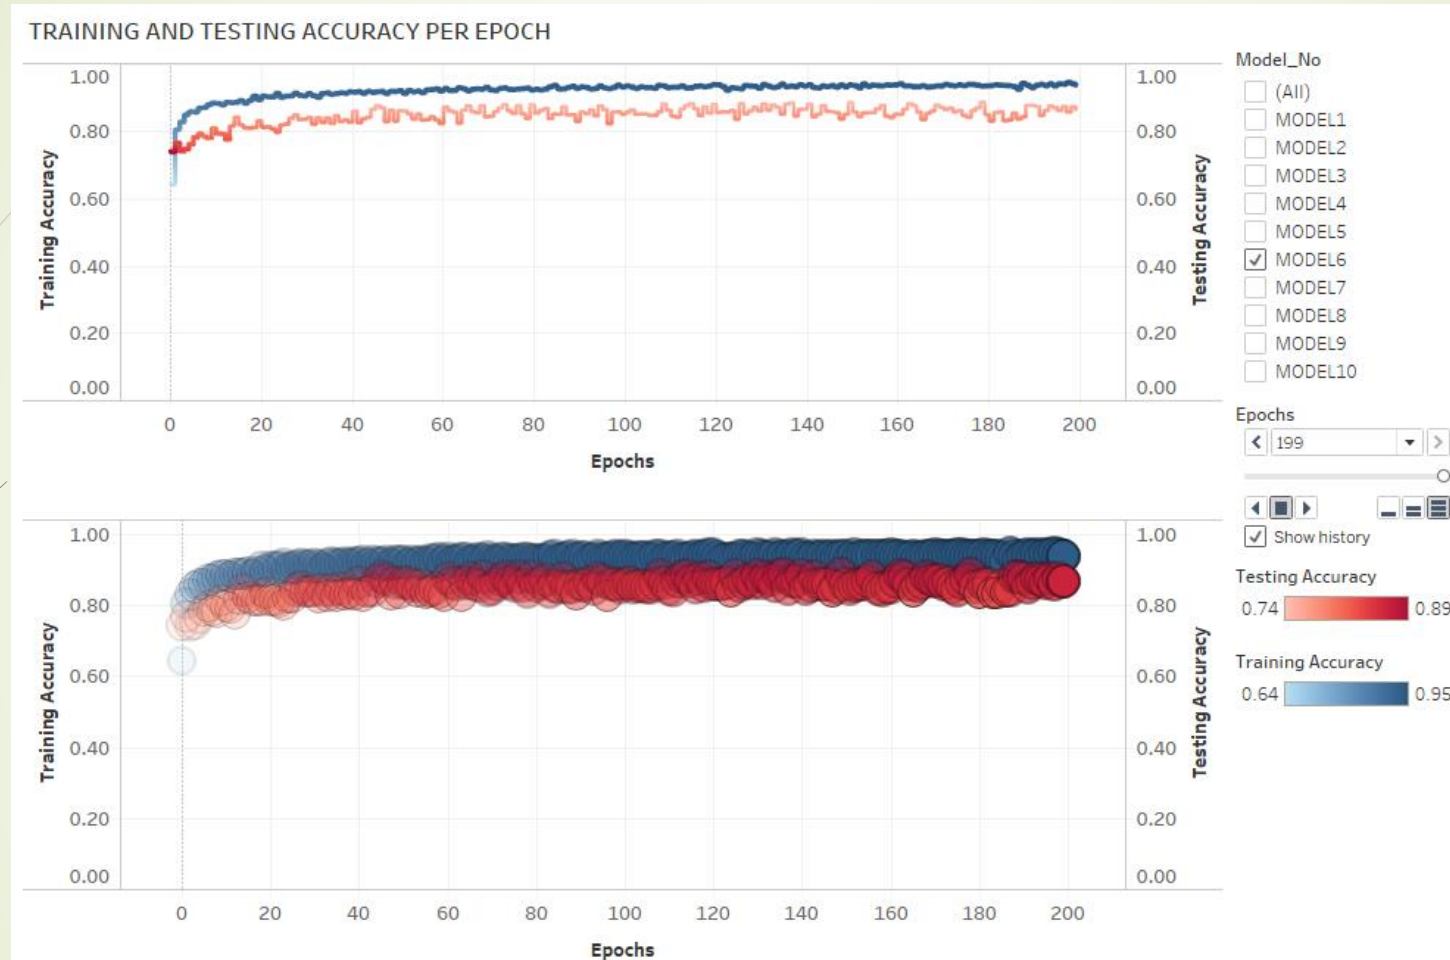 TRAINING AND TESTING ACCURACY PER EPOCH
1.00
0.80
0.60
0.40
0.20
0.00
Training Accuracy
1.00
0.80
0.60
0.40
0.20
0.00
Testing Accuracy
0 20 40 60 80 100 120 140 160 180 200
Epochs
1.00
0.80
0.60
0.40
0.20
0.00
Training Accuracy
1.00
0.80
0.60
0.40
0.20
0.00
Testing Accuracy
0 20 40 60 80 100 120 140 160 180 200
Epochs
Model_No
(All)
MODEL1
MODEL2
MODEL3
MODEL4
MODEL5
MODEL6
MODEL7
MODEL8
MODEL9
MODEL10
Epochs
199
Show history
Testing Accuracy
0.74 0.89
Training Accuracy
0.64 0.95